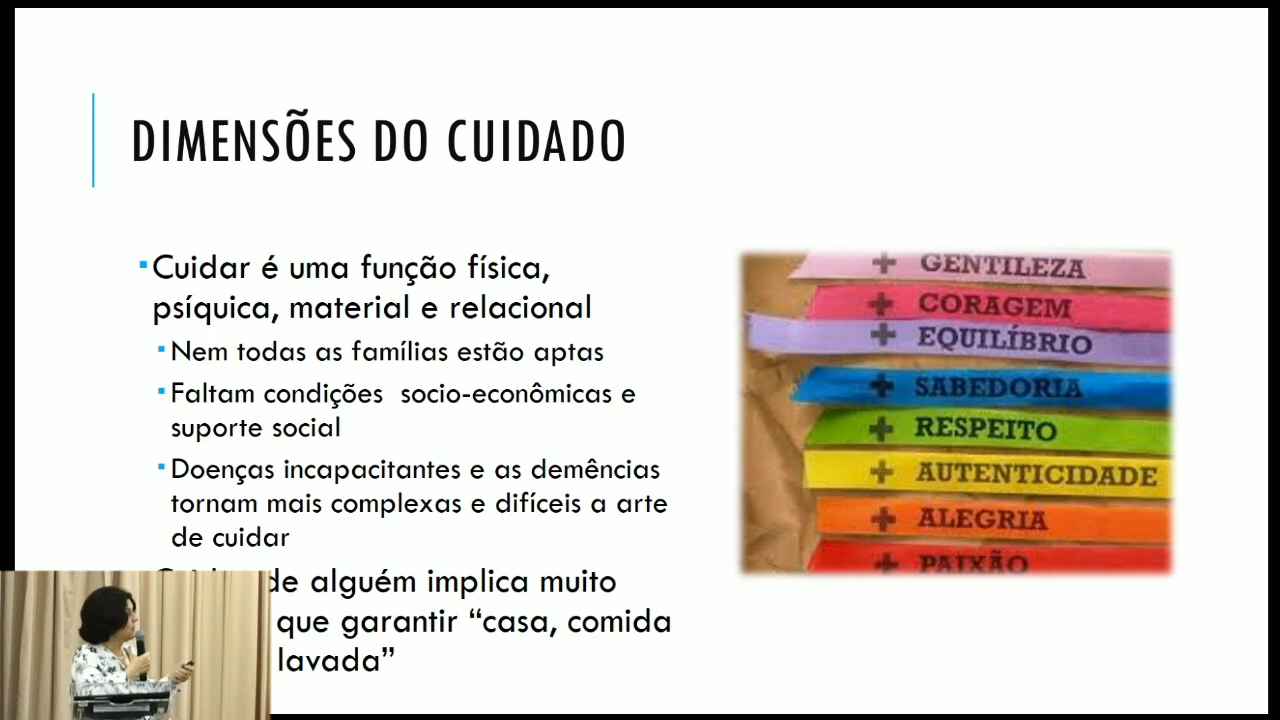 DIMENSÕES DO CUIDADO
Cuidar é uma função física,
psíquica, material e relacional
Nem todas as famílias estão aptas
Faltam condições socio-econômicas e
suporte social
Doenças incapacitantes e as demências
tornam mais complexas e difíceis a arte
de cuidar
de alguém implica muito
que garantir “casa, comida
lavada”
+ GENTILEZA
+ CORAGEM
+ EQUILÍBRIO
+ SABEDORIA
+ RESPEITO
+ AUTENTICIDADE
+ ALEGRIA
+ PAIXÃO